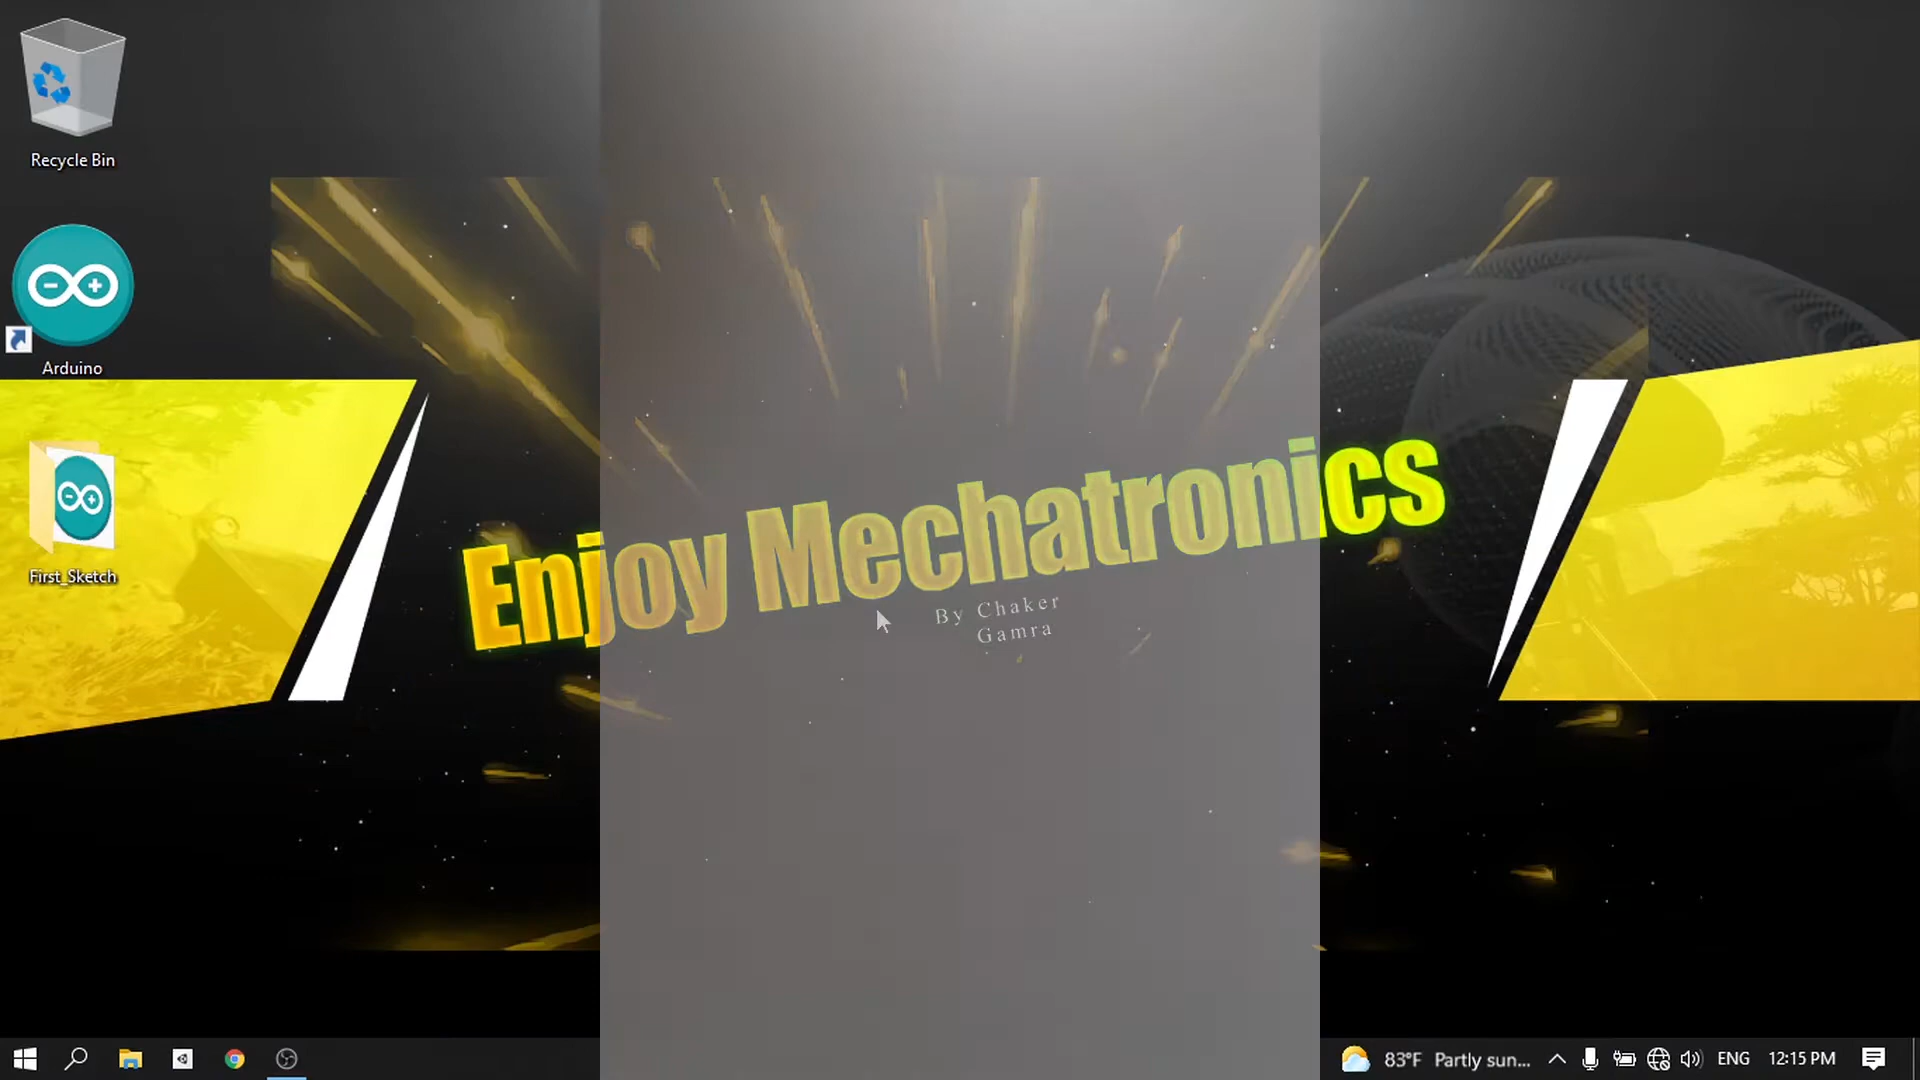 Recycle Bin
Arduino
First_Sketch
Enjoy Mechatronics
By Chaker
Gamra
83°F Partly sun...
ENG
12:15 PM